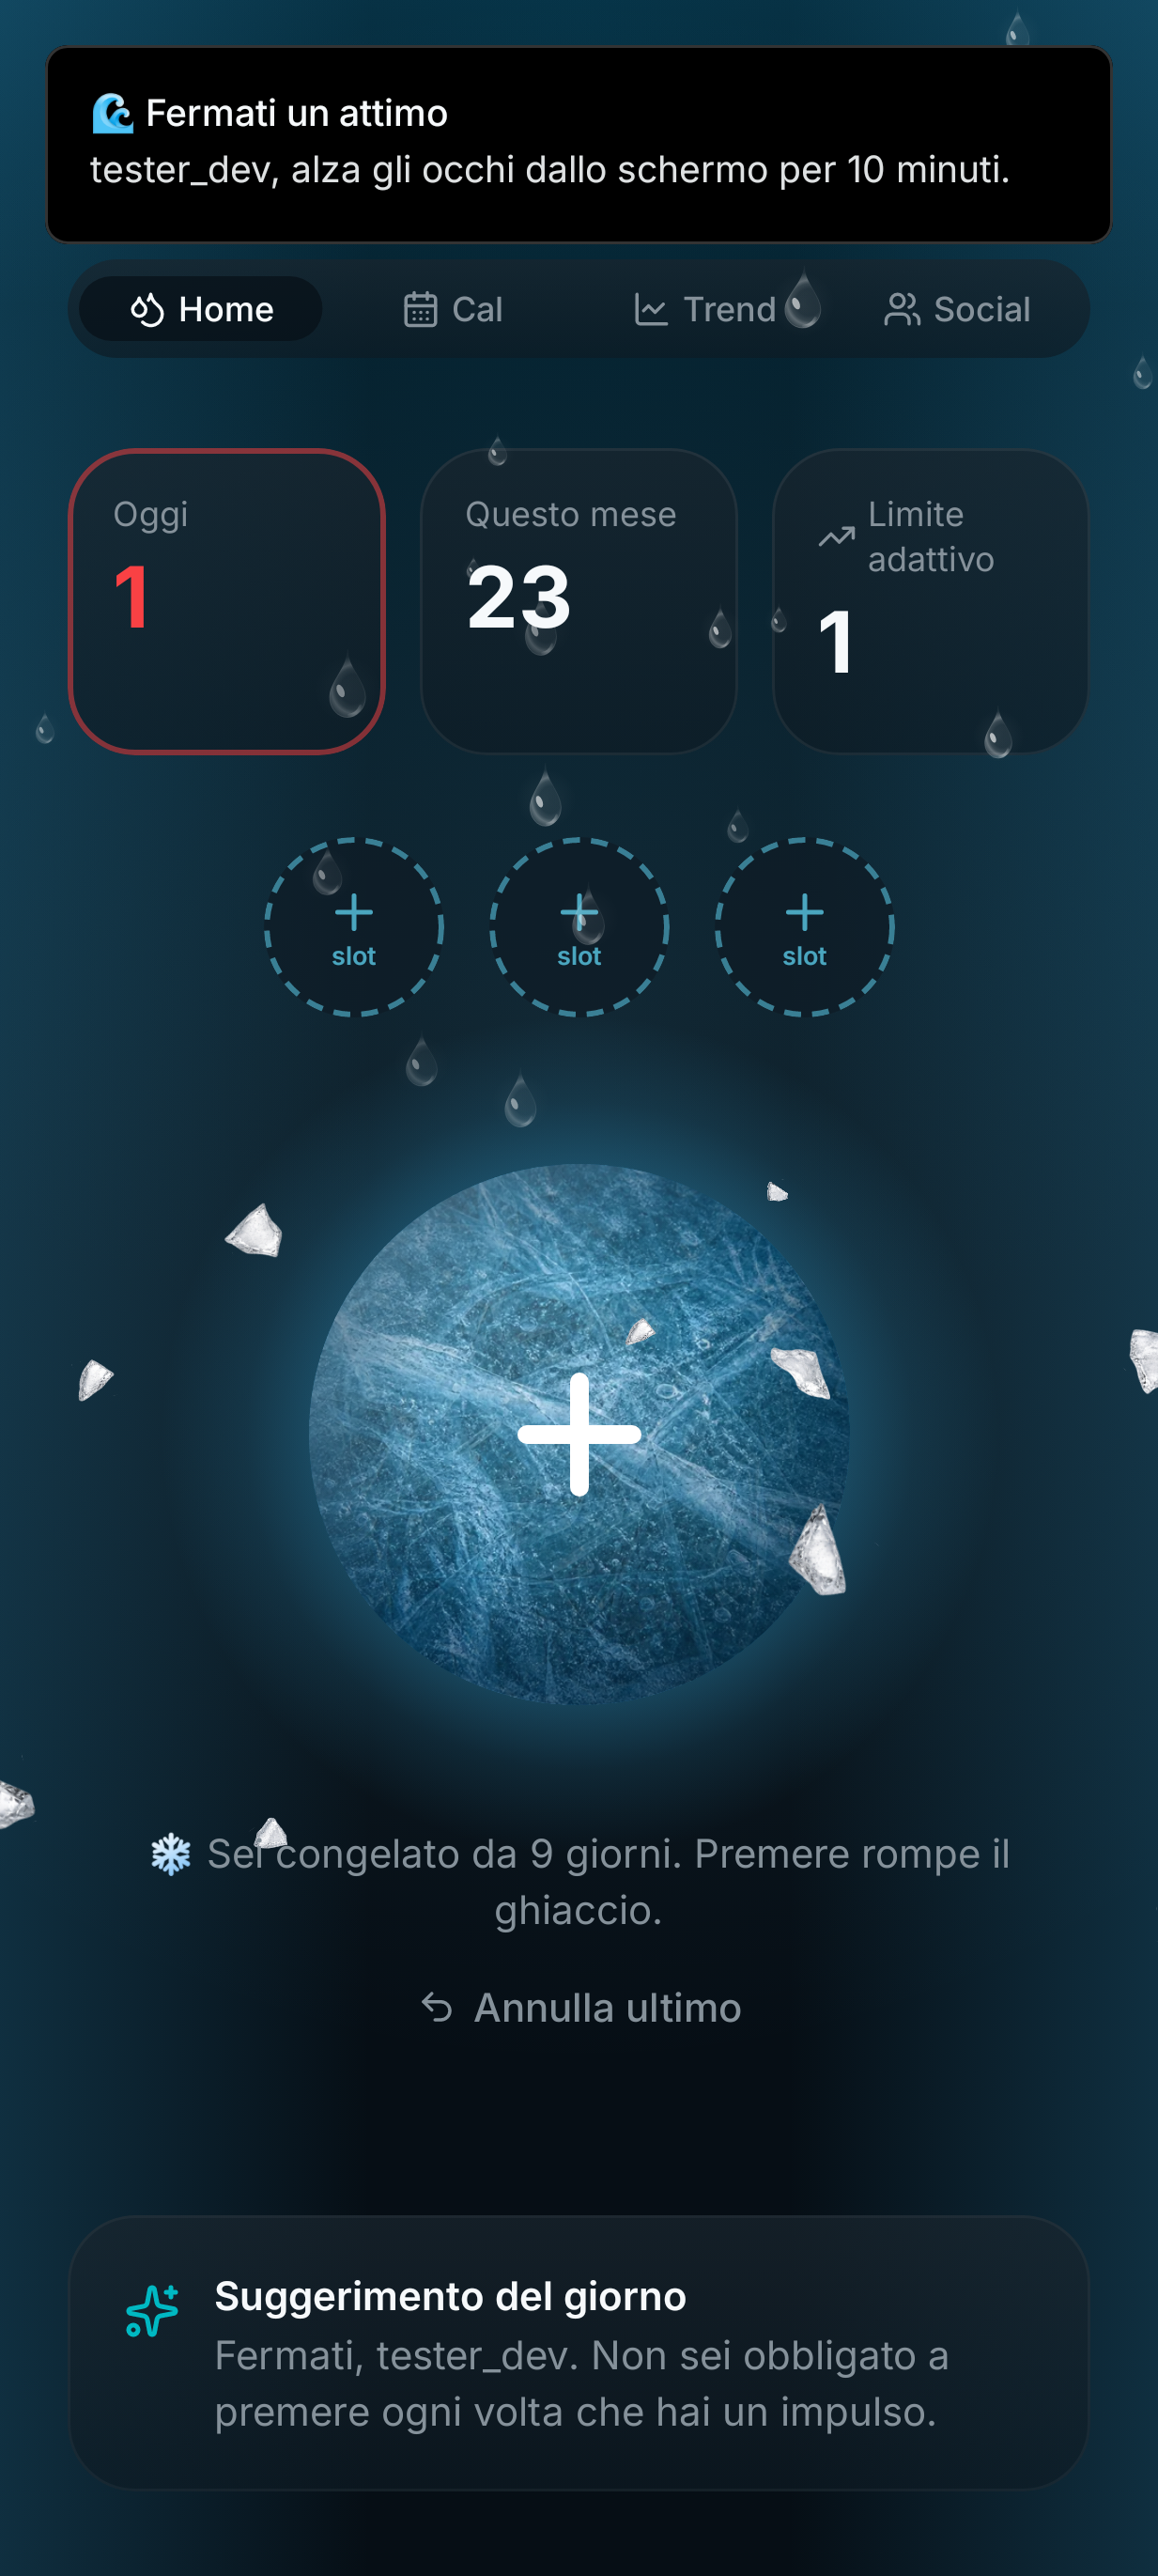 🌊 Fermati un attimo
tester_dev, alza gli occhi dallo schermo per 10 minuti.
Home
Cal
Trend
Social
Oggi
1
Questo mese
23
Limite
adattivo
1
slot
slot
slot
❄️ Sei congelato da 9 giorni. Premere rompe il
ghiaccio.
Annulla ultimo
Suggerimento del giorno
Fermati, tester_dev. Non sei obbligato a
premere ogni volta che hai un impulso.